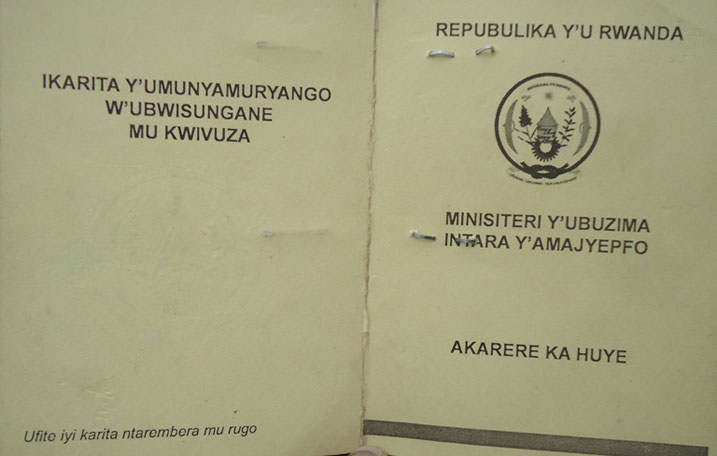 IKARITA Y'UMUNYAMURYANGO
W'UBWISUNGANE
MU KWIVUZA
Ufite iyi karita ntarembera mu rugo
REPUBULIKA Y'U RWANDA
MINISITERI Y'UBUZIMA
INTARA Y'AMAJYEPFO
AKARERE KA HUYE